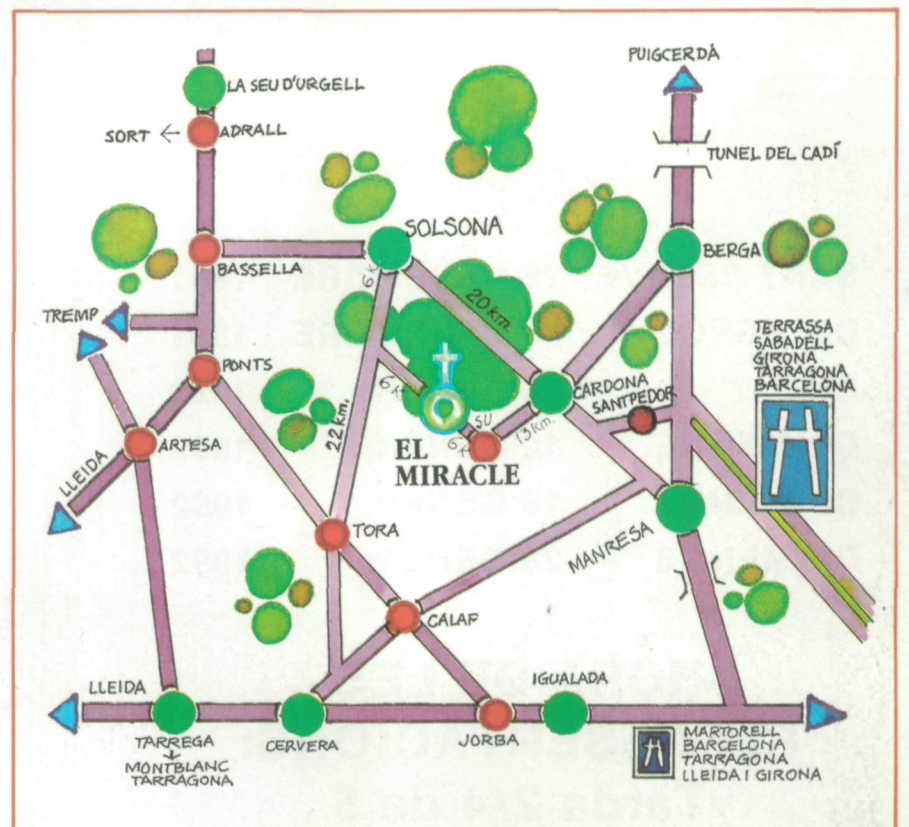 PUIGCERDÀ
LA SEU D'URGELL
SORT ← ADRALL
TUNEL DEL CADÍ
SOLSONA
BERGA
BASSELLA
6 K
20 km.
TREMP
TERRASSA
SABADELL
GIRONA
TARRAGONA
BARCELONA
PONTS
6 K
CARDONA
SANTPEDOR
SU
13 km.
22 km.
ARTESA
EL
MIRACLE
6 K
LLEIDA
TORA
MANRESA
CALAF
LLEIDA
IGUALADA
TARREGA
CERVERA
JORBA
MONTBLANC
TARRAGONA
MARTORELL
BARCELONA
TARRAGONA
LLEIDA I GIRONA